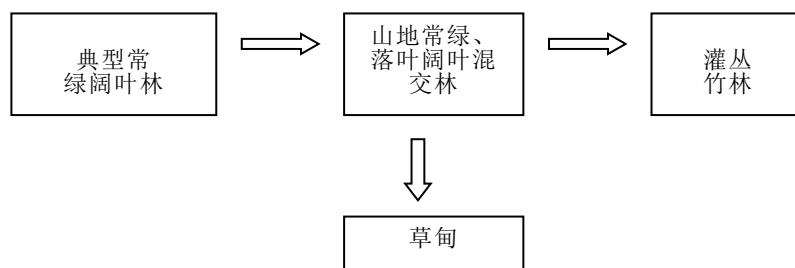 典型常
绿阔叶林
山地常绿、
落叶阔叶混
交林
灌丛
竹林
草甸